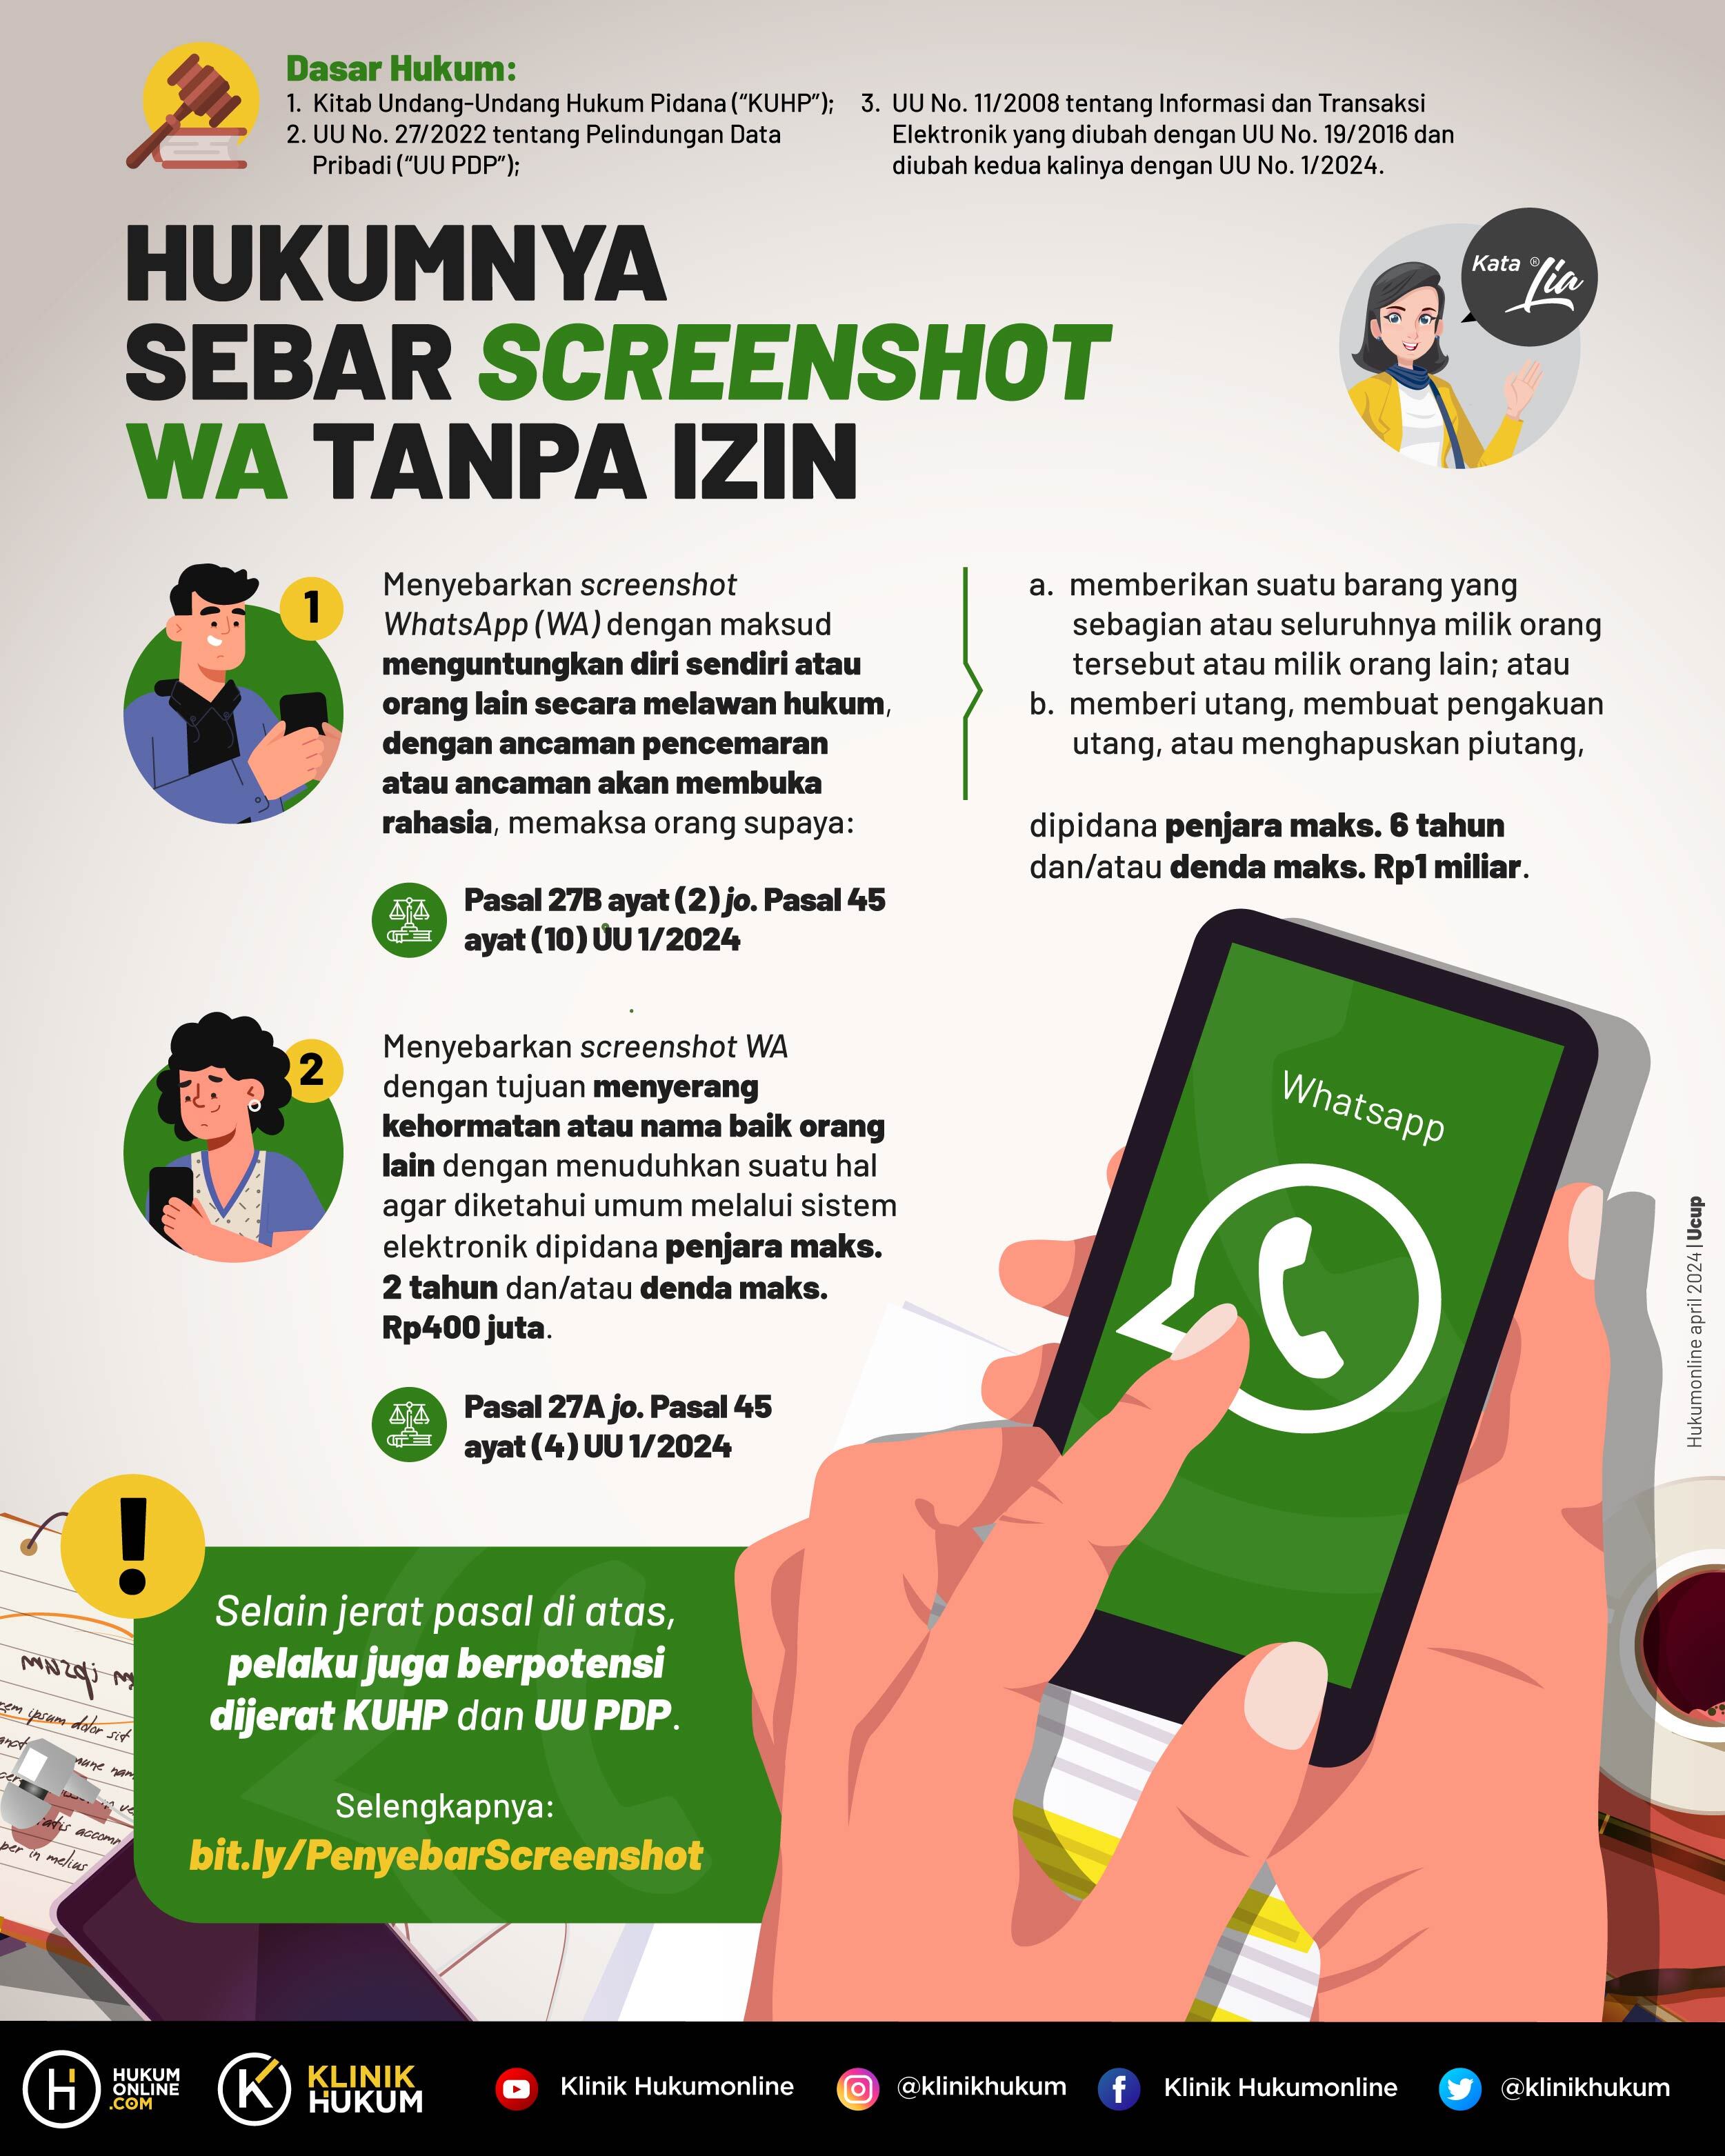 Dasar Hukum:
1. Kitab Undang-Undang Hukum Pidana (“KUHP”);
2. UU No. 27/2022 tentang Pelindungan Data
Pribadi (“UU PDP”);
3. UU No. 11/2008 tentang Informasi dan Transaksi
Elektronik yang diubah dengan UU No. 19/2016 dan
diubah kedua kalinya dengan UU No. 1/2024.
HUKUMNYA
SEBAR SCREENSHOT
WA TANPA IZIN
Kata ® Lia
1
Menyebarkan screenshot
WhatsApp (WA) dengan maksud
menguntungkan diri sendiri atau
orang lain secara melawan hukum,
dengan ancaman pencemaran
atau ancaman akan membuka
rahasia, memaksa orang supaya:
a. memberikan suatu barang yang
sebagian atau seluruhnya milik orang
tersebut atau milik orang lain; atau
b. memberi utang, membuat pengakuan
utang, atau menghapuskan piutang,
dipidana penjara maks. 6 tahun
dan/atau denda maks. Rp1 miliar.
Pasal 27B ayat (2) jo. Pasal 45
ayat (10) UU 1/2024
2
Menyebarkan screenshot WA
dengan tujuan menyerang
kehormatan atau nama baik orang
lain dengan menuduhkan suatu hal
agar diketahui umum melalui sistem
elektronik dipidana penjara maks.
2 tahun dan/atau denda maks.
Rp400 juta.
Pasal 27A jo. Pasal 45
ayat (4) UU 1/2024
Whatsapp
Hukumonline april 2024 | Ucup
!
Selain jerat pasal di atas,
pelaku juga berpotensi
dijerat KUHP dan UU PDP.
Selengkapnya:
bit.ly/PenyebarScreenshot
ipsum
ipsum dolor sit
accomm
per in melius
HUKUM
ONLINE
.COM
KLINIK
HUKUM
Klinik Hukumonline
@klinikhukum
Klinik Hukumonline
@klinikhukum